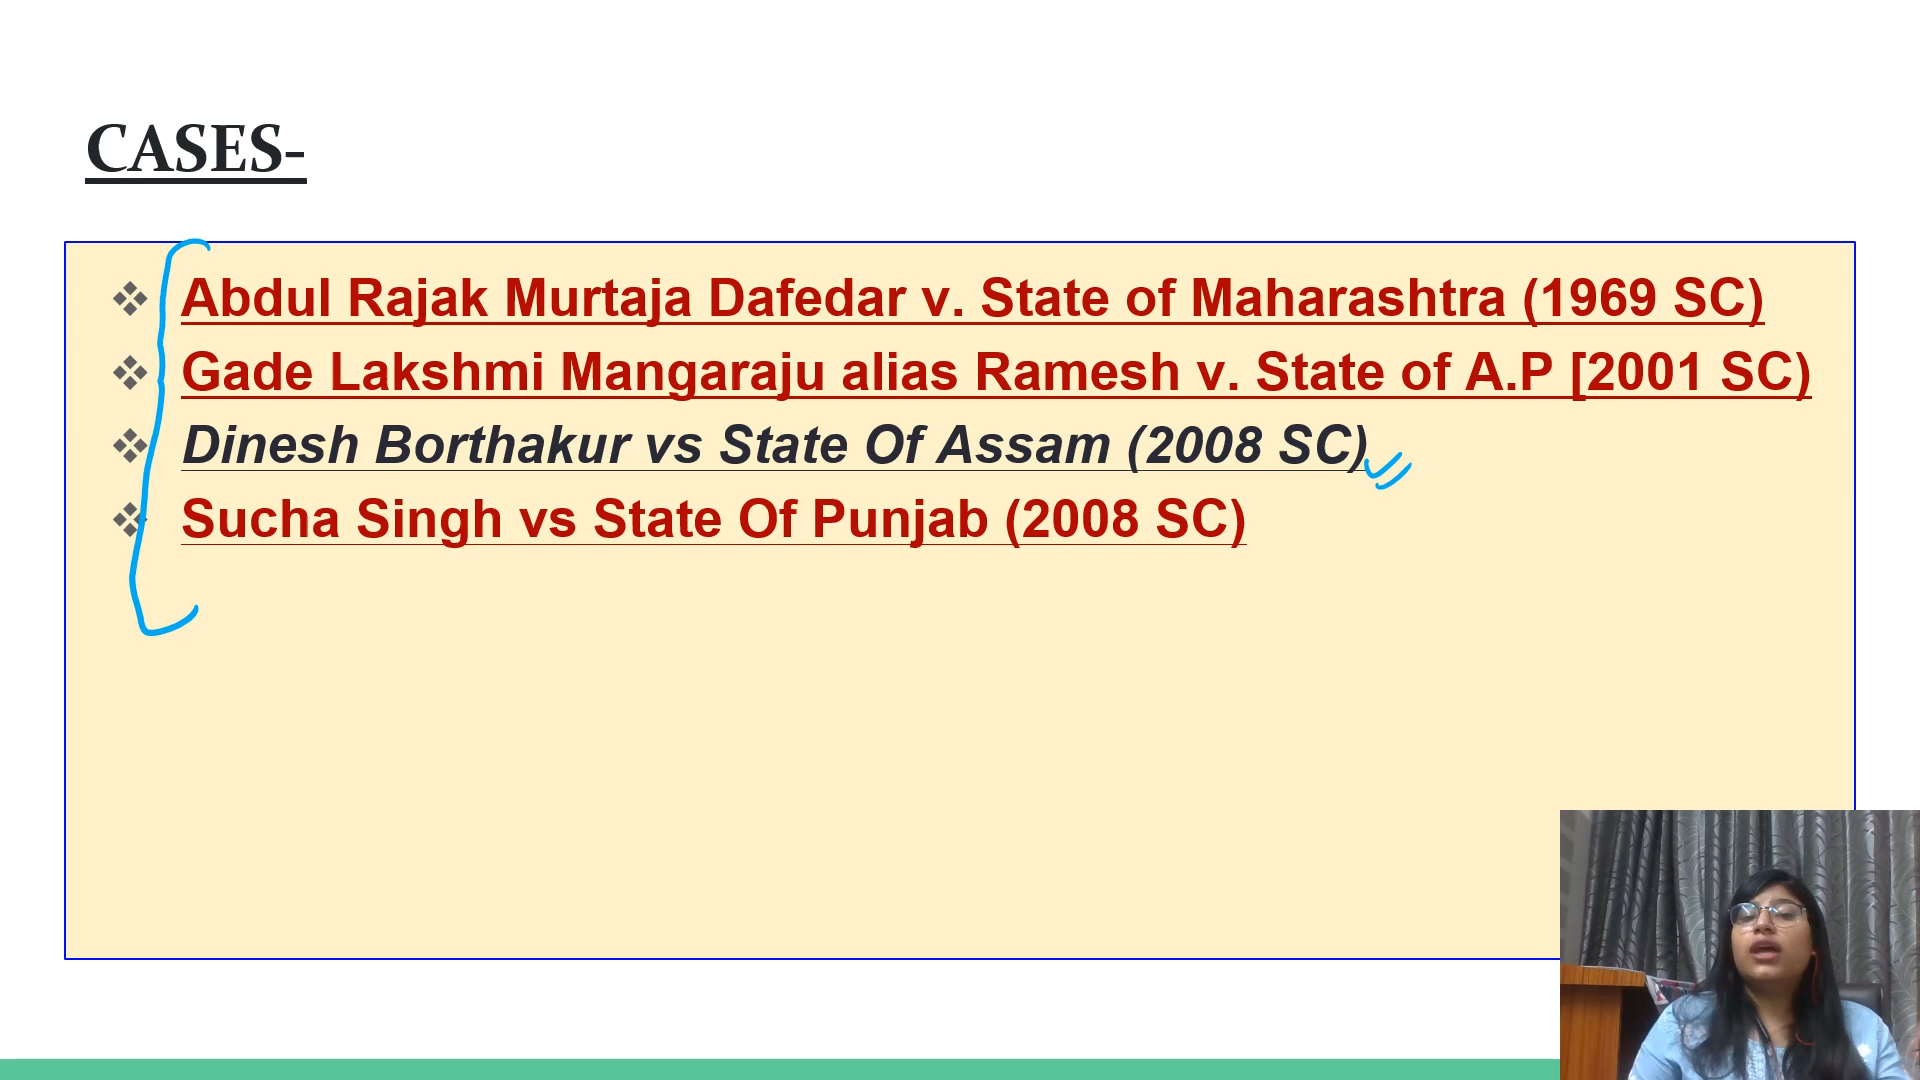 CASES-
Abdul Rajak Murtaja Dafedar v. State of Maharashtra (1969 SC)
Gade Lakshmi Mangaraju alias Ramesh v. State of A.P [2001 SC)
Dinesh Borthakur vs State Of Assam (2008 SC)
Sucha Singh vs State Of Punjab (2008 SC)